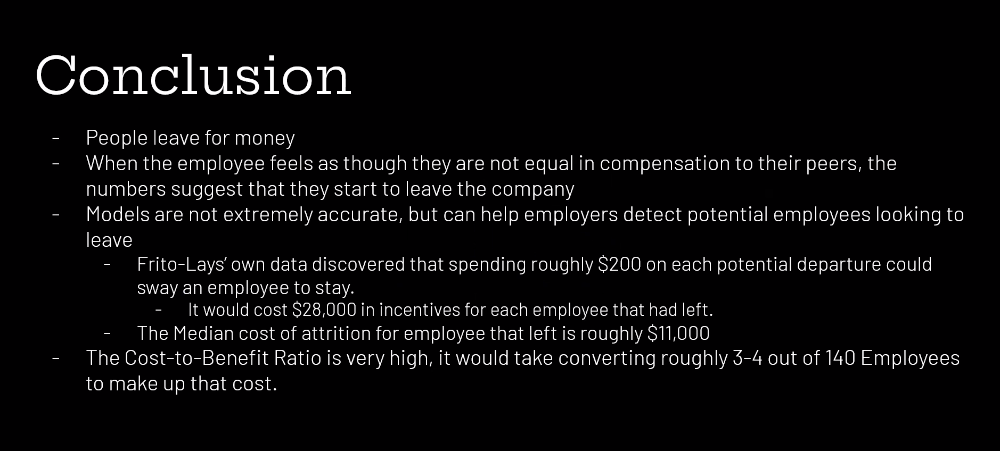 Conclusion
- People leave for money
- When the employee feels as though they are not equal in compensation to their peers, the
numbers suggest that they start to leave the company
- Models are not extremely accurate, but can help employers detect potential employees looking to
leave
- Frito-Lays’ own data discovered that spending roughly $200 on each potential departure could
sway an employee to stay.
- It would cost $28,000 in incentives for each employee that had left.
- The Median cost of attrition for employee that left is roughly $11,000
- The Cost-to-Benefit Ratio is very high, it would take converting roughly 3-4 out of 140 Employees
to make up that cost.